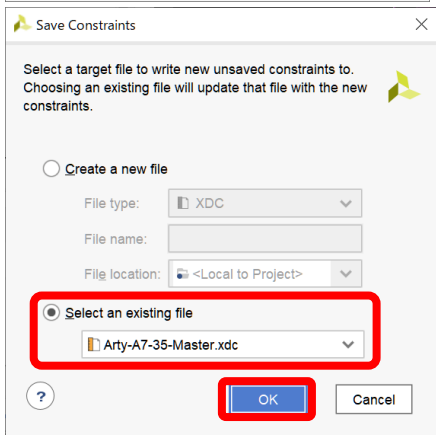 Save Constraints
Select a target file to write new unsaved constraints to.
Choosing an existing file will update that file with the new
constraints.
Create a new file
File type: XDC
File name:
File location: <Local to Project>
Select an existing file
Arty-A7-35-Master.xdc
? OK Cancel